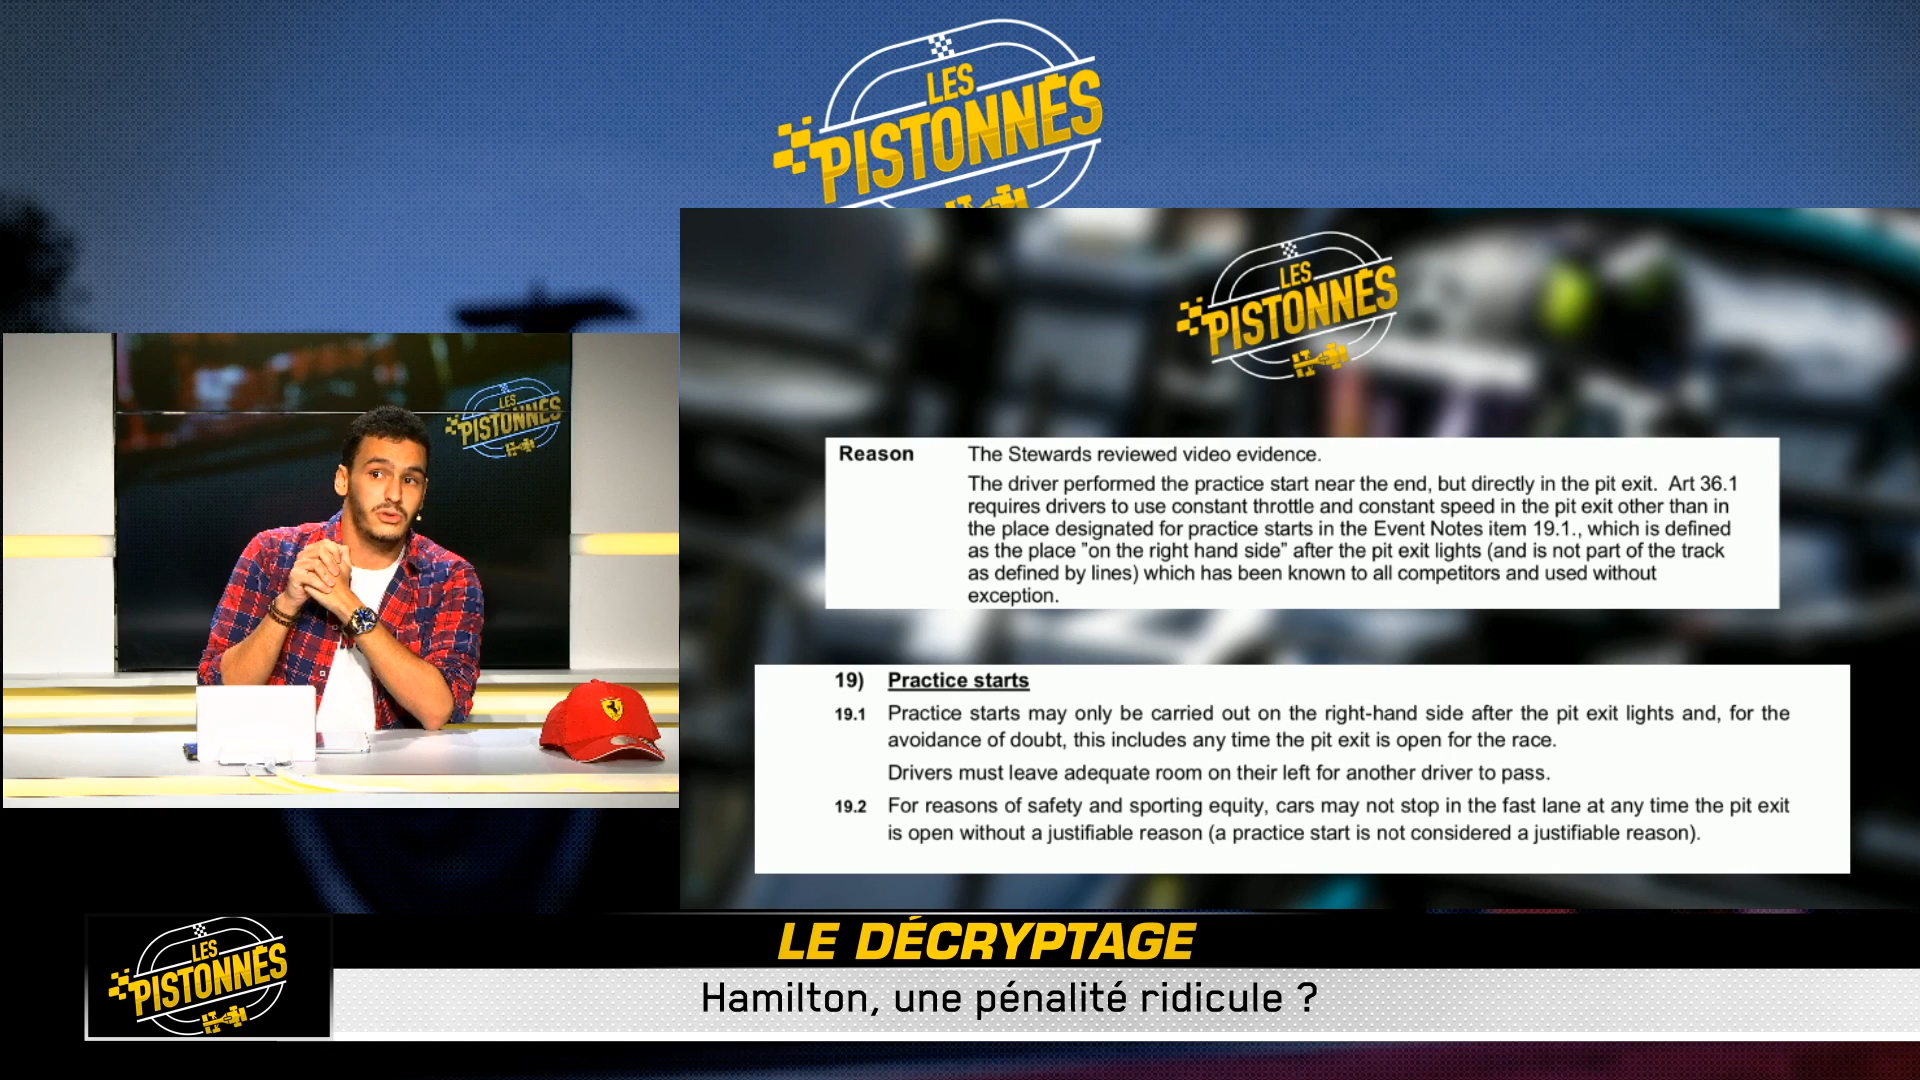 LES
PISTONNÉS
LES
PISTONNÉS
LES
PISTONNÉS
Reason
The Stewards reviewed video evidence.
The driver performed the practice start near the end, but directly in the pit exit. Art 36.1
requires drivers to use constant throttle and constant speed in the pit exit other than in
the place designated for practice starts in the Event Notes item 19.1., which is defined
as the place "on the right hand side" after the pit exit lights (and is not part of the track
as defined by lines) which has been known to all competitors and used without
exception.
19) Practice starts
19.1 Practice starts may only be carried out on the right-hand side after the pit exit lights and, for the
avoidance of doubt, this includes any time the pit exit is open for the race.
Drivers must leave adequate room on their left for another driver to pass.
19.2 For reasons of safety and sporting equity, cars may not stop in the fast lane at any time the pit exit
is open without a justifiable reason (a practice start is not considered a justifiable reason).
LES
PISTONNÉS
LE DÉCRYPTAGE
Hamilton, une pénalité ridicule ?